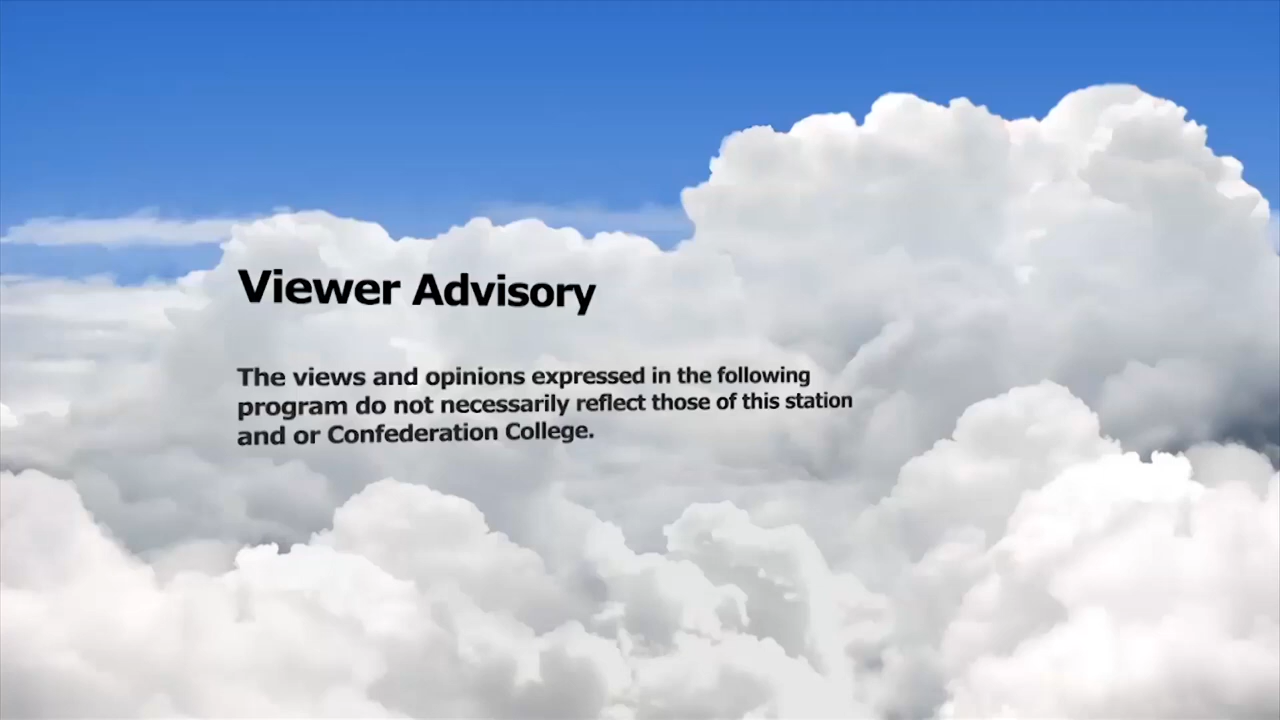 Viewer Advisory
The views and opinions expressed in the following
program do not necessarily reflect those of this station
and or Confederation College.